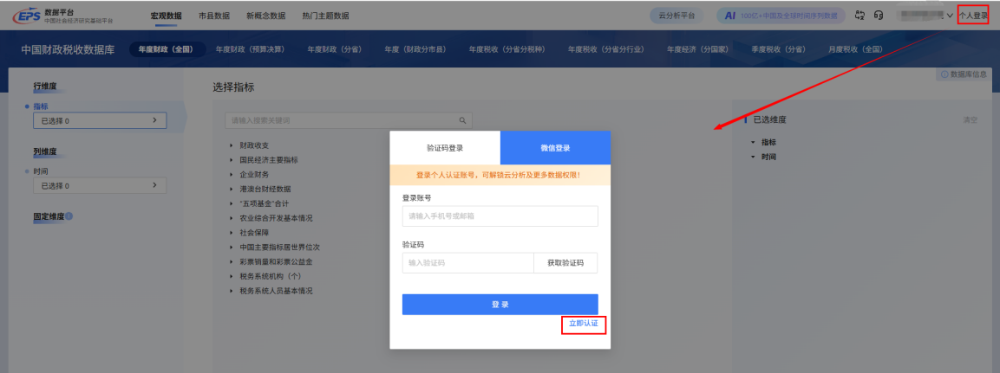 EPS 数据平台
中国社会经济研究基础平台
宏观数据 市县数据 新概念数据 热门主题数据
云分析平台 AI 100亿+中国及全球时间序列数据 个人登录
中国财政税收数据库 年度财政（全国） 年度财政（预算决算） 年度财政（分省） 年度（财政分市县） 年度税收（分省分税种） 年度税收（分省分行业） 年度经济（分国家） 季度税收（分省） 月度税收（全国）
数据库信息
行维度
指标
已选择 0
列维度
时间
已选择 0
固定维度
选择指标
请输入搜索关键词
财政收支
国民经济主要指标
企业财务
港澳台财经数据
“五项基金”合计
农业综合开发基本情况
社会保障
中国主要指标居世界位次
彩票销量和彩票公益金
税务系统机构（个）
税务系统人员基本情况
验证码登录 微信登录
登录个人认证账号，可解锁云分析及更多数据权限！
登录账号
请输入手机号或邮箱
验证码
输入验证码 获取验证码
登 录
立即认证
已选维度 清空
指标
时间